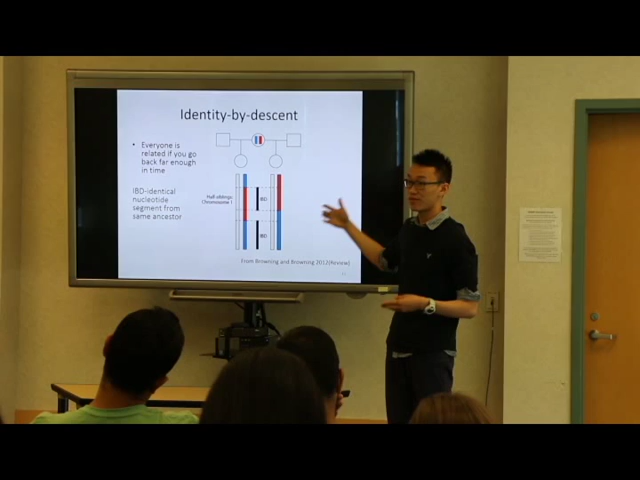 Identity-by-descent
• Everyone is
related if you go
back far enough
in time
IBD-identical
nucleotide
segment from
same ancestor
Half-siblings:
Chromosome 1
IBD
IBD
From Browning and Browning 2012(Review)